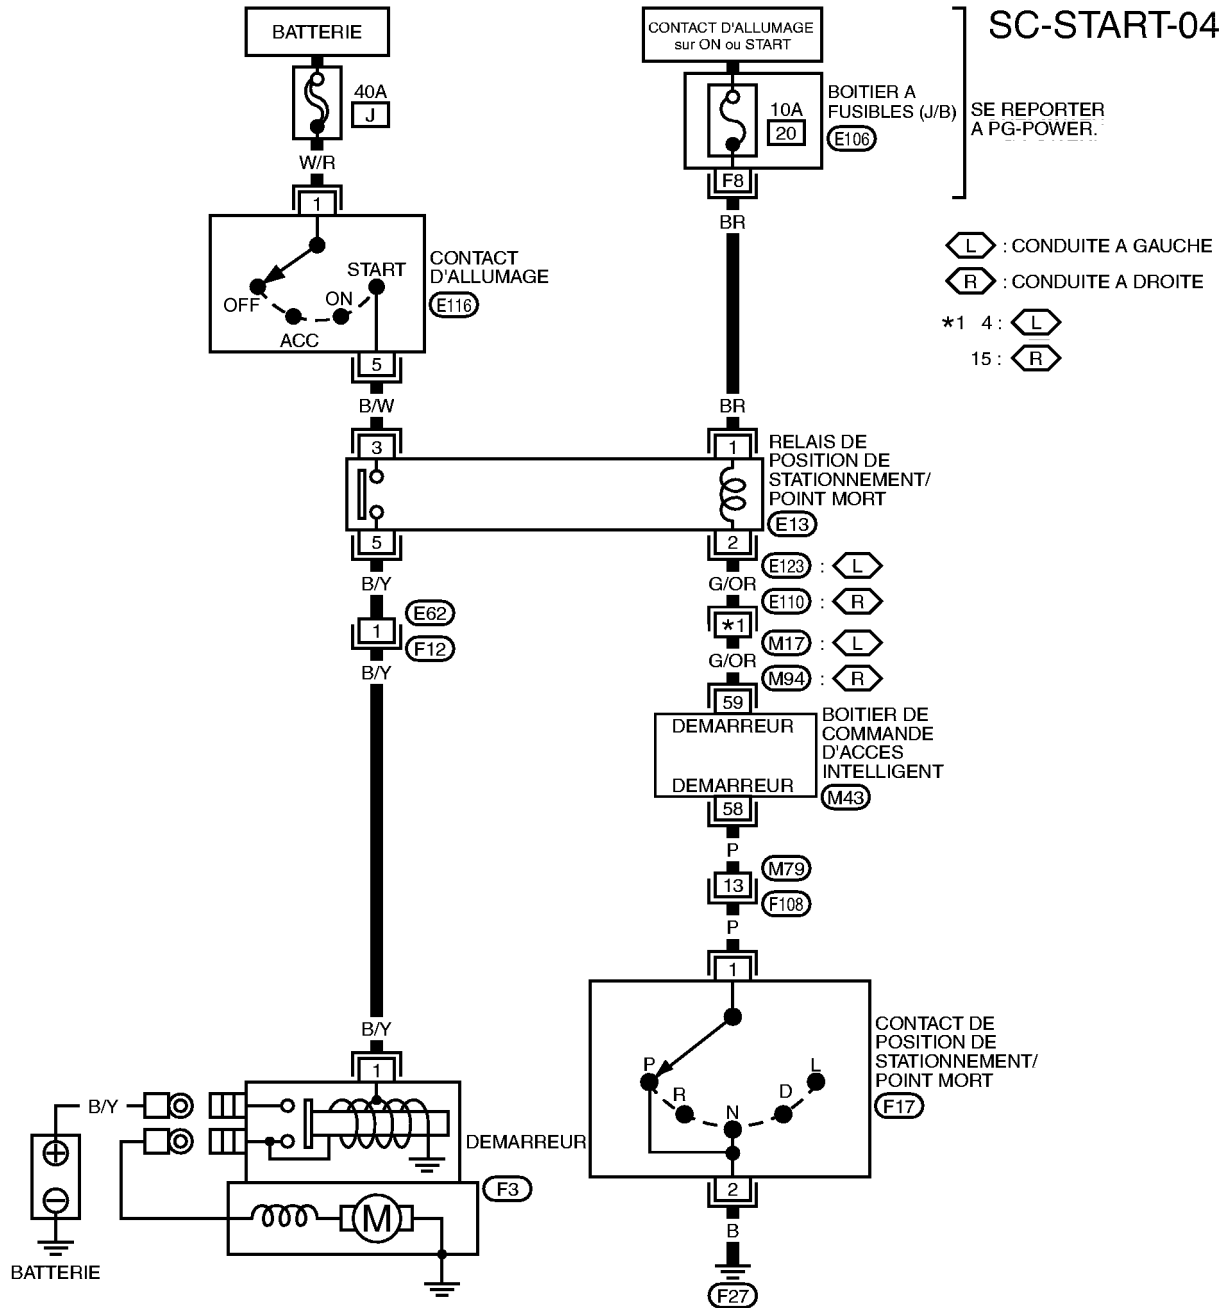 SC-START-04
BATTERIE
40A
J
W/R
1
CONTACT
D'ALLUMAGE
E116
OFF
ACC
ON
START
5
B/W
3
5
B/Y
1
E62
F12
B/Y
B/Y
1
DEMARREUR
F3
B/Y
M
BATTERIE
CONTACT D'ALLUMAGE
sur ON ou START
10A
20
BOITIER A
FUSIBLES (J/B)
E106
SE REPORTER
A PG-POWER.
F8
BR
BR
1
RELAIS DE
POSITION DE
STATIONNEMENT/
POINT MORT
E13
2
G/OR
E123 : L
E110 : R
*1
M17 : L
M94 : R
G/OR
59
DEMARREUR
DEMARREUR
BOITIER DE
COMMANDE
D'ACCES
INTELLIGENT
M43
58
P
13
M79
F108
P
1
P
R
N
D
L
CONTACT DE
POSITION DE
STATIONNEMENT/
POINT MORT
F17
2
B
F27
L : CONDUITE A GAUCHE
R : CONDUITE A DROITE
*1 4 : L
15 : R